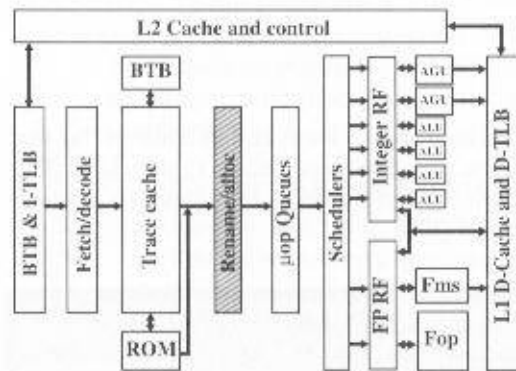 L2 Cache and control
BTB
BTB & I-TLB
Fetch/decode
Trace cache
Rename/alloc
µop Queues
Schedulers
Integer RF
FP RF
AGU
AGU
ALU
ALU
ALU
ALU
Fms
Fop
L1 D-Cache and D-TLB
ROM